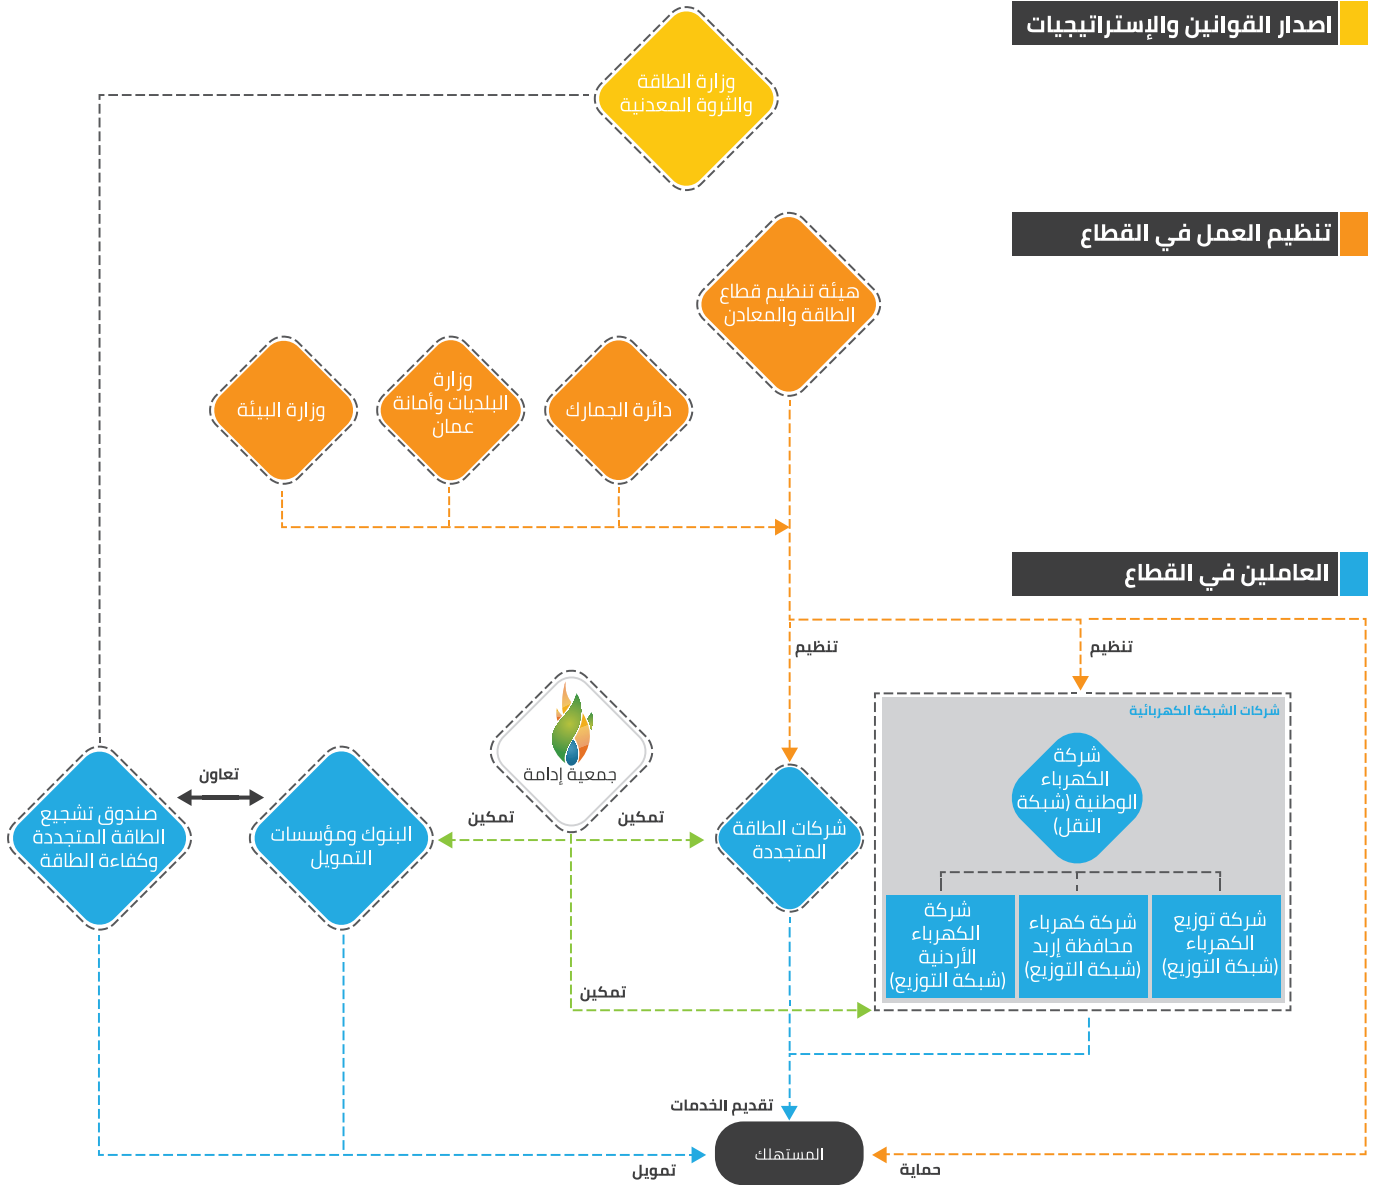 اصدار القوانين والإستراتيجيات
وزارة الطاقة
والثروة المعدنية
تنظيم العمل في القطاع
هيئة تنظيم قطاع
الطاقة والمعادن
دائرة الجمارك
وزارة
البلديات وأمانة
عمان
وزارة البيئة
العاملين في القطاع
تنظيم
تنظيم
شركات الشبكة الكهربائية
شركة
الكهرباء
الوطنية (شبكة
النقل)
شركة توزيع
الكهرباء
(شبكة التوزيع)
شركة كهرباء
محافظة إربد
(شبكة التوزيع)
شركة
الكهرباء
الأردنية
(شبكة التوزيع)
جمعية إدامة
تمكين
تمكين
تمكين
شركات الطاقة
المتجددة
البنوك ومؤسسات
التمويل
تعاون
صندوق تشجيع
الطاقة المتجددة
وكفاءة الطاقة
تقديم الخدمات
المستهلك
حماية
تمويل